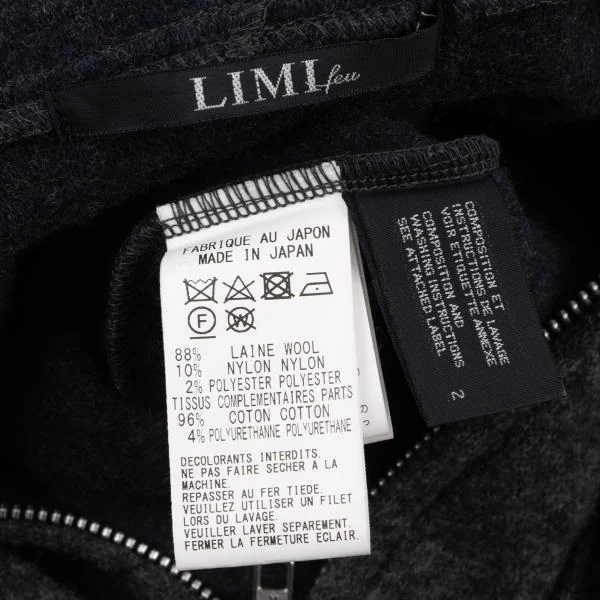 LIMI feu
FABRIQUE AU JAPON
MADE IN JAPAN
F W
88% LAINE WOOL
10% NYLON NYLON
2% POLYESTER POLYESTER
TISSUS COMPLEMENTAIRES PARTS
96% COTON COTTON
4% POLYURETHANNE POLYURETHANE
DECOLORANTS INTERDITS.
NE PAS FAIRE SECHER A LA
MACHINE.
REPASSER AU FER TIEDE.
VEUILLEZ UTILISER UN FILET
LORS DU LAVAGE.
VEUILLER LAVER SEPAREMENT.
FERMER LA FERMETURE ECLAIR.
COMPOSITION ET
INSTRUCTIONS DE LAVAGE
VOIR ETIQUETTE ANNEXE
COMPOSITION AND
WASHING INSTRUCTIONS
SEE ATTACHED LABEL
2